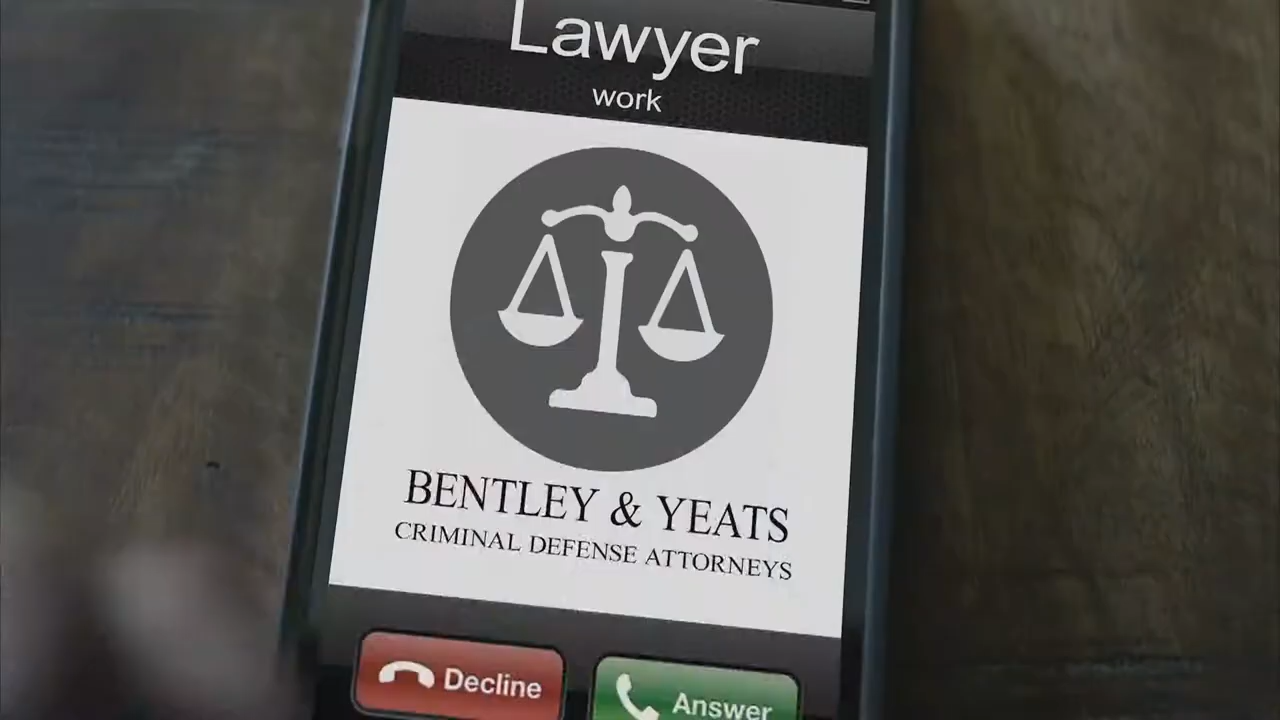 Lawyer
work
BENTLEY & YEATS
CRIMINAL DEFENSE ATTORNEYS
Decline
Answer